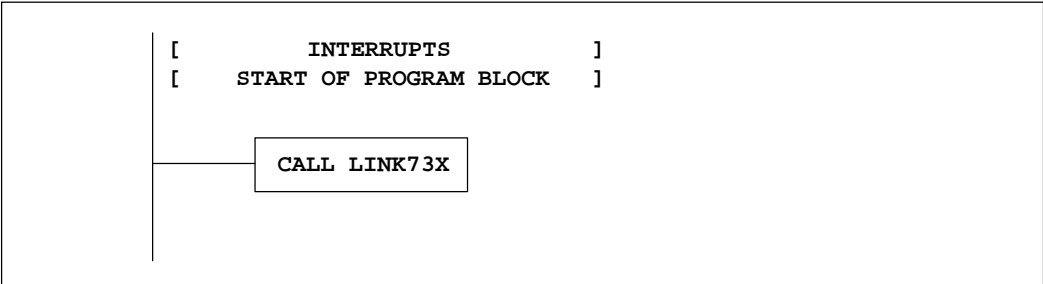 [ INTERRUPTS ]
[ START OF PROGRAM BLOCK ]
CALL LINK73X